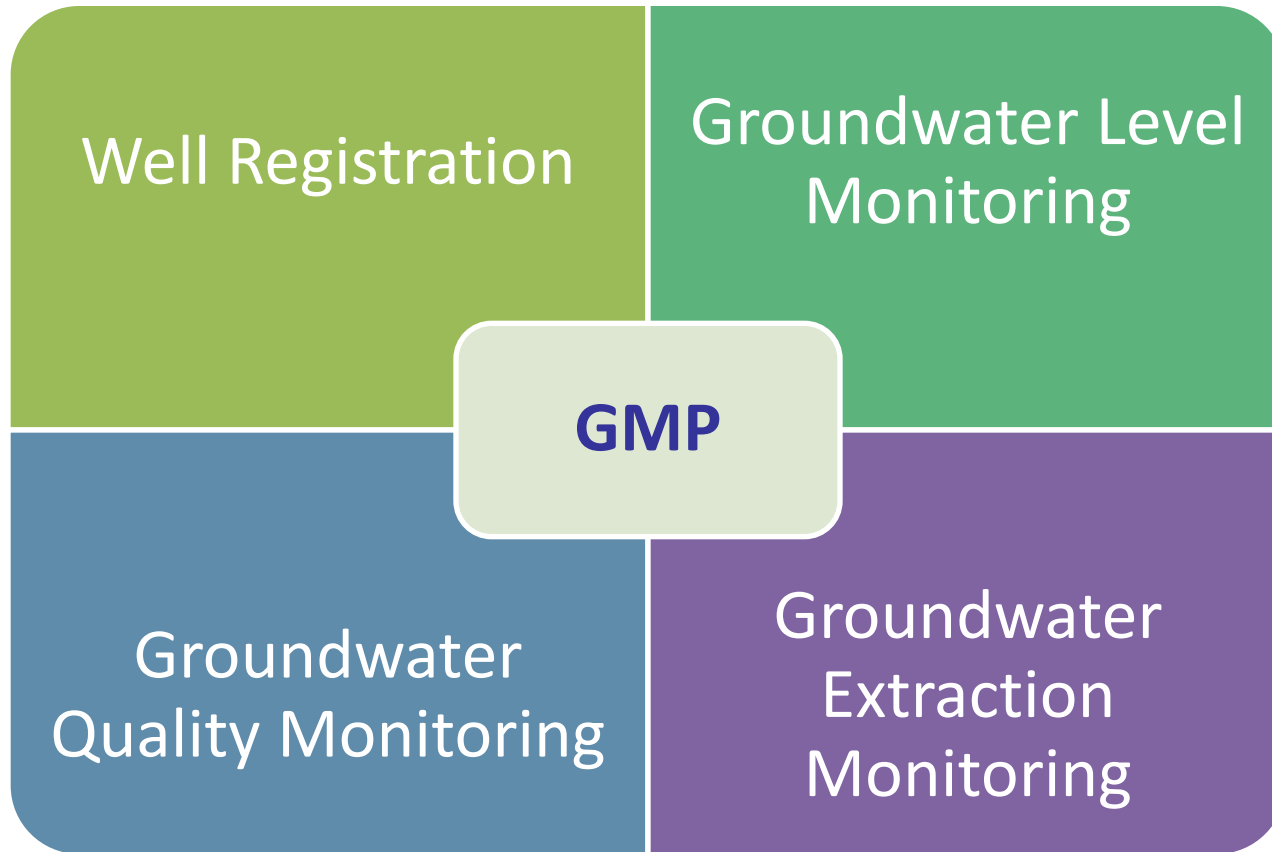 Well Registration
Groundwater Level
Monitoring
GMP
Groundwater
Quality Monitoring
Groundwater
Extraction
Monitoring